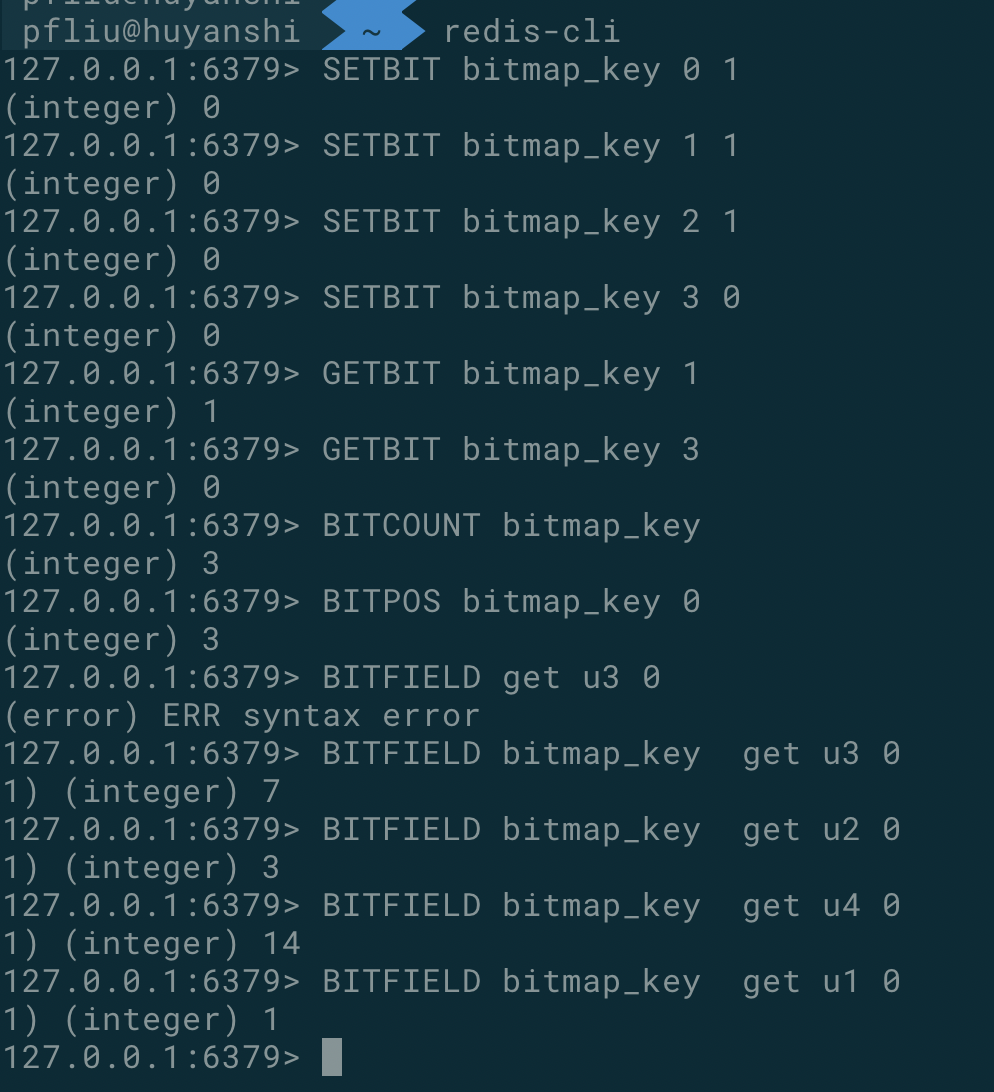 pfliu@huyanshi
pfliu@huyanshi ~ redis-cli
127.0.0.1:6379> SETBIT bitmap_key 0 1
(integer) 0
127.0.0.1:6379> SETBIT bitmap_key 1 1
(integer) 0
127.0.0.1:6379> SETBIT bitmap_key 2 1
(integer) 0
127.0.0.1:6379> SETBIT bitmap_key 3 0
(integer) 0
127.0.0.1:6379> GETBIT bitmap_key 1
(integer) 1
127.0.0.1:6379> GETBIT bitmap_key 3
(integer) 0
127.0.0.1:6379> BITCOUNT bitmap_key
(integer) 3
127.0.0.1:6379> BITPOS bitmap_key 0
(integer) 3
127.0.0.1:6379> BITFIELD get u3 0
(error) ERR syntax error
127.0.0.1:6379> BITFIELD bitmap_key  get u3 0
1) (integer) 7
127.0.0.1:6379> BITFIELD bitmap_key  get u2 0
1) (integer) 3
127.0.0.1:6379> BITFIELD bitmap_key  get u4 0
1) (integer) 14
127.0.0.1:6379> BITFIELD bitmap_key  get u1 0
1) (integer) 1
127.0.0.1:6379>